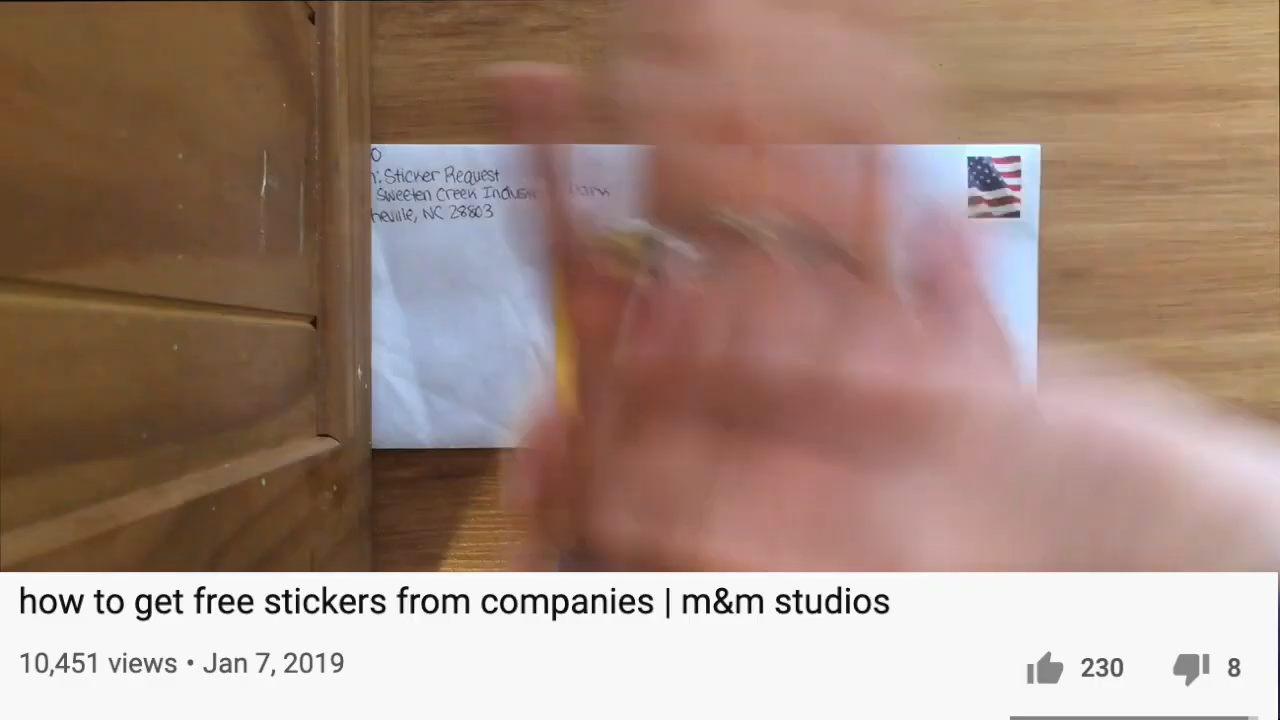 O
: Sticker Request
Sweeten Creek
heville, NC 28803
how to get free stickers from companies | m&m studios
10,451 views • Jan 7, 2019
230
8